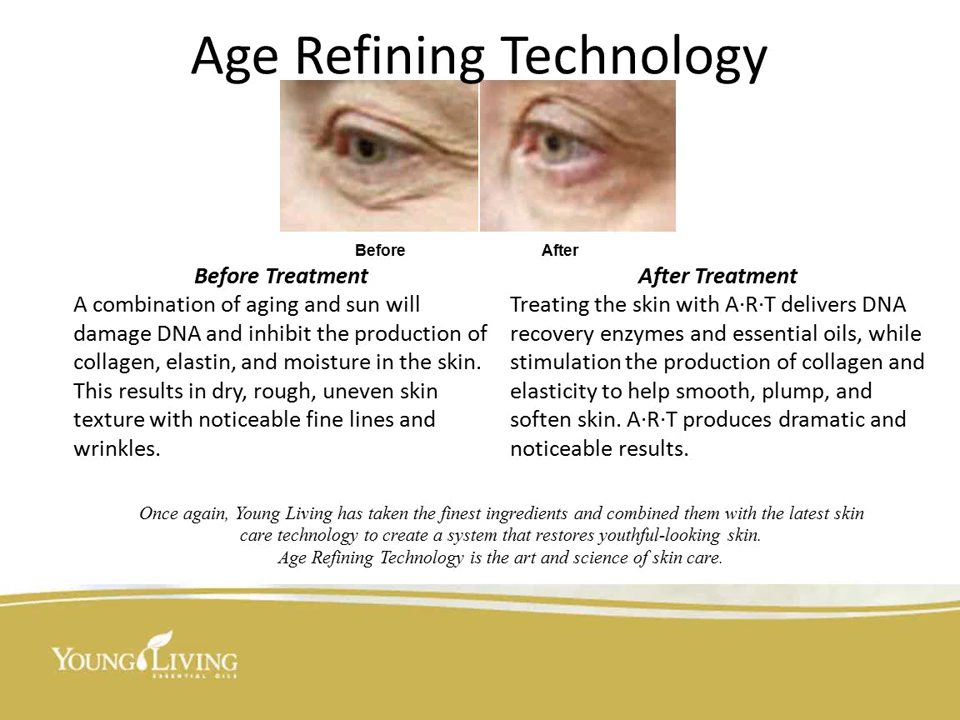 Age Refining Technology
Before
After
Before Treatment
A combination of aging and sun will
damage DNA and inhibit the production of
collagen, elastin, and moisture in the skin.
This results in dry, rough, uneven skin
texture with noticeable fine lines and
wrinkles.
After Treatment
Treating the skin with A·R·T delivers DNA
recovery enzymes and essential oils, while
stimulation the production of collagen and
elasticity to help smooth, plump, and
soften skin. A·R·T produces dramatic and
noticeable results.
Once again, Young Living has taken the finest ingredients and combined them with the latest skin
care technology to create a system that restores youthful-looking skin.
Age Refining Technology is the art and science of skin care.
YOUNG LIVING
ESSENTIAL OILS